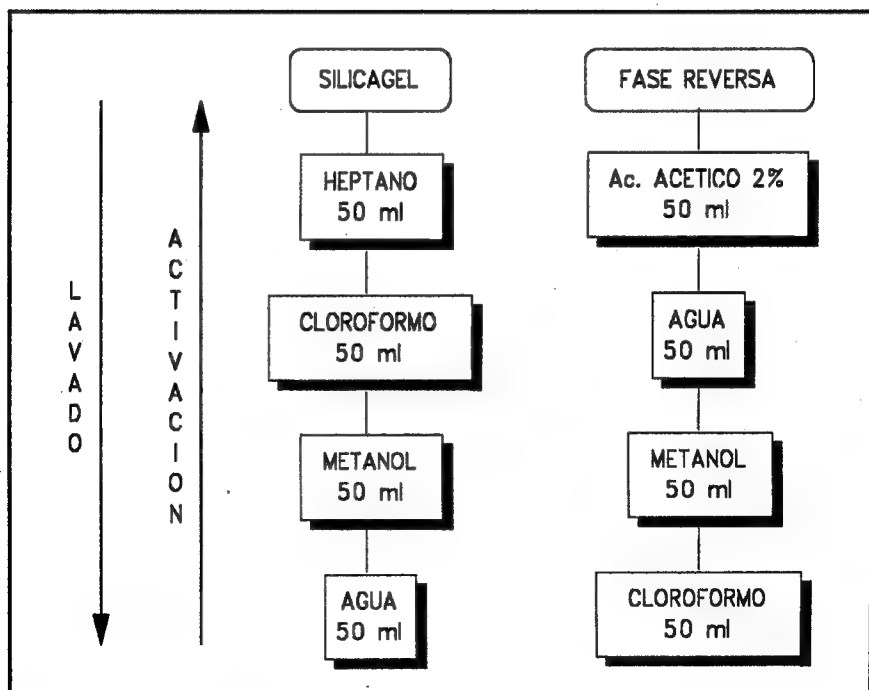 LAVADO
ACTIVACION
SILICAGEL
HEPTANO
50 ml
CLOROFORMO
50 ml
METANOL
50 ml
AGUA
50 ml
FASE REVERSA
Ac. ACETICO 2%
50 ml
AGUA
50 ml
METANOL
50 ml
CLOROFORMO
50 ml